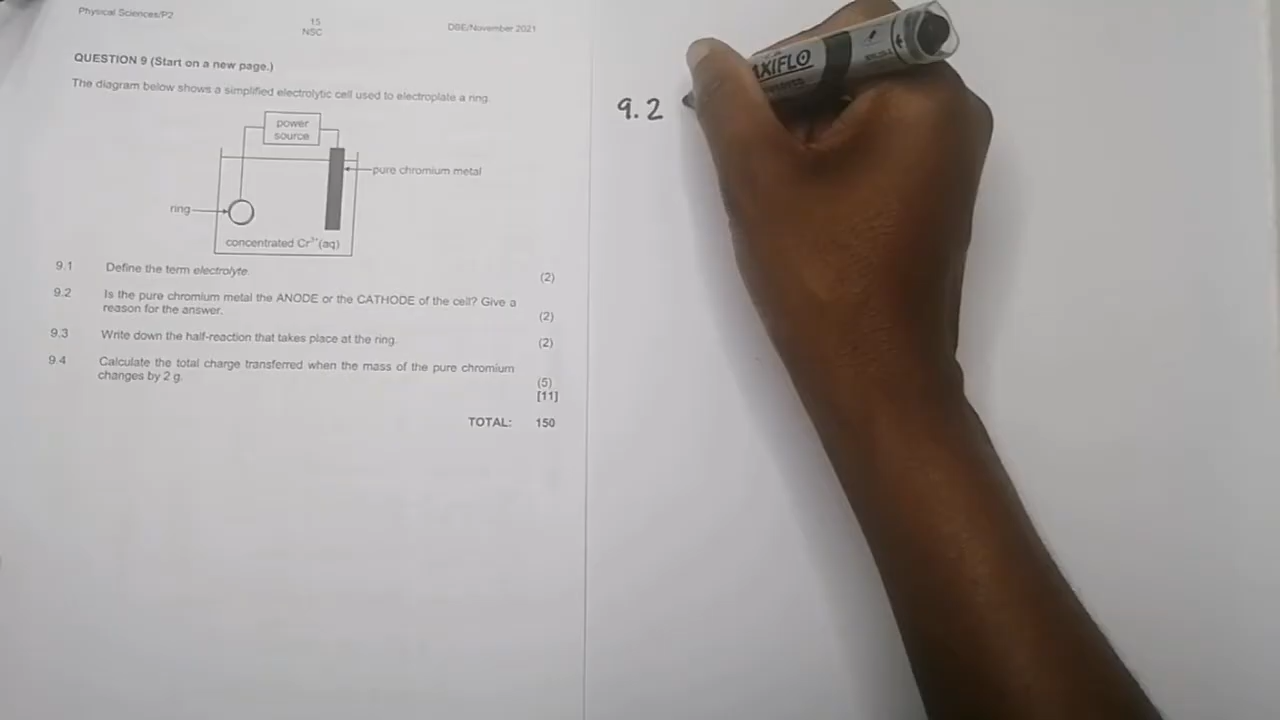 Physical Sciences/P2
15
NSC
DBE/November 2021
QUESTION 9 (Start on a new page.)
The diagram below shows a simplified electrolytic cell used to electroplate a ring.
power
source
pure chromium metal
ring
concentrated Cr³⁺(aq)
9.1 Define the term electrolyte. (2)
9.2 Is the pure chromium metal the ANODE or the CATHODE of the cell? Give a
reason for the answer. (2)
9.3 Write down the half-reaction that takes place at the ring. (2)
9.4 Calculate the total charge transferred when the mass of the pure chromium
changes by 2 g. (5)
[11]
TOTAL: 150
9.2
AXIFLO